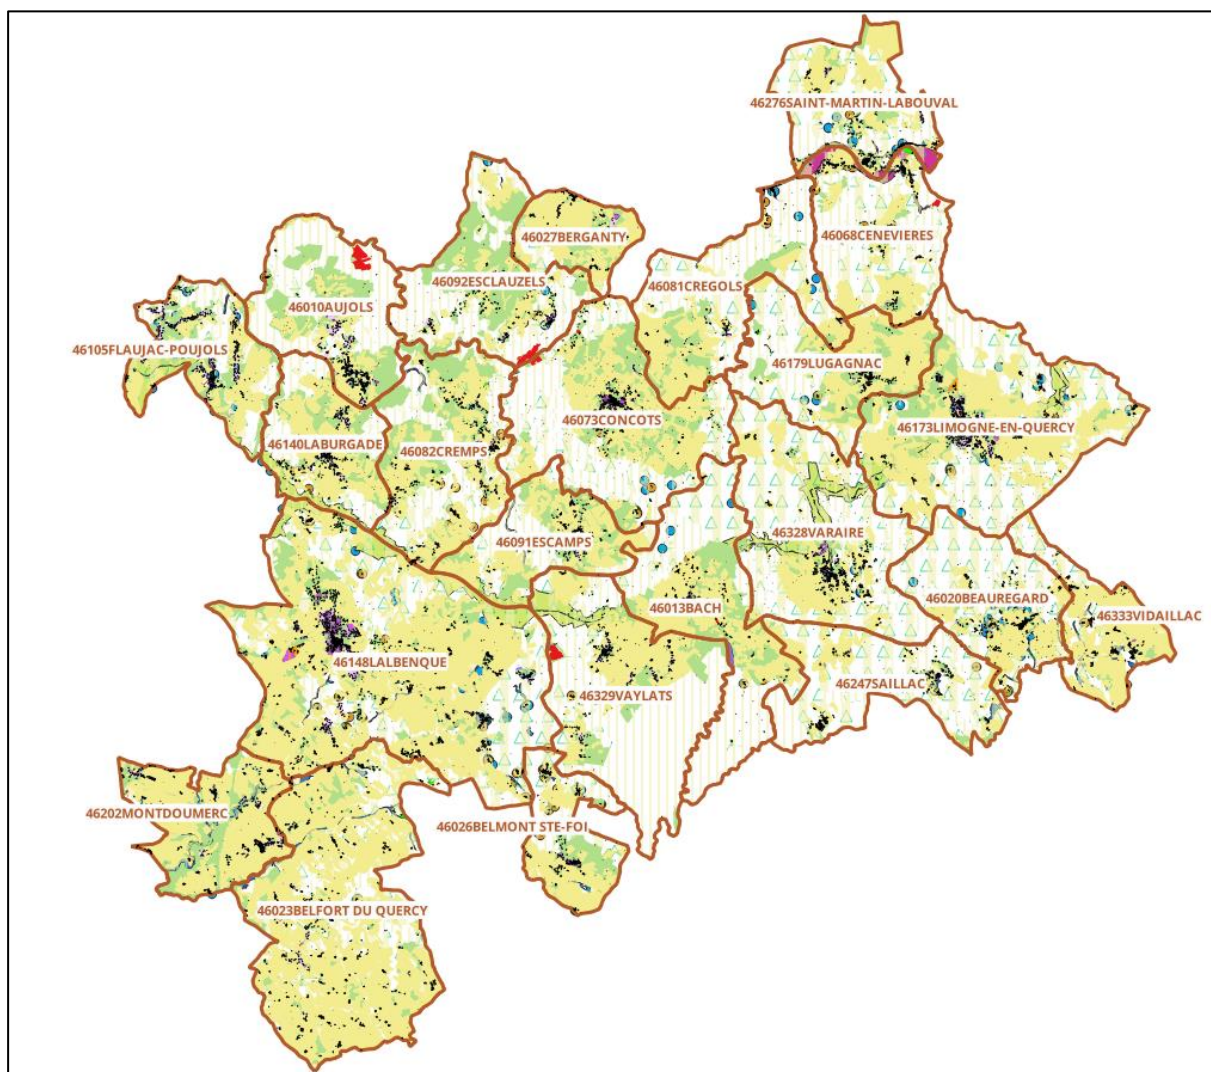 46276SAINT-MARTIN-LABOUVAL
46027BERGANTY
46068CENEVIERES
46092ESCLAUZELS
46081CREGOLS
46010AUJOLS
46105FLAUJAC-POUJOLS
46179LUGAGNAC
46073CONCOTS
46173LIMOGNE-EN-QUERCY
46140LABURGADE
46082CREMPS
46328VARAIRE
46091ESCAMPS
46020BEAUREGARD
46013BACH
46333VIDAILLAC
46148LALBENQUE
46247SAILLAC
46329VAYLATS
46202MONTDOUMERC
46026BELMONT STE-FOI
46023BELFORT DU QUERCY